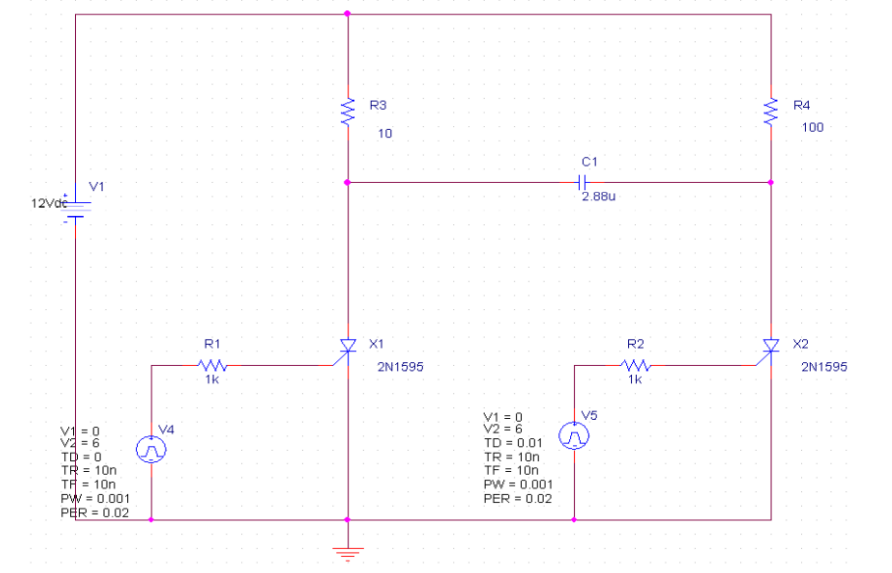 R3
10
R4
100
C1
2.88u
V1
12Vdc
+
-
R1
1k
X1
2N1595
R2
1k
X2
2N1595
V4
V1 = 0
V2 = 6
TD = 0
TR = 10n
TF = 10n
PW = 0.001
PER = 0.02
V5
V1 = 0
V2 = 6
TD = 0.01
TR = 10n
TF = 10n
PW = 0.001
PER = 0.02